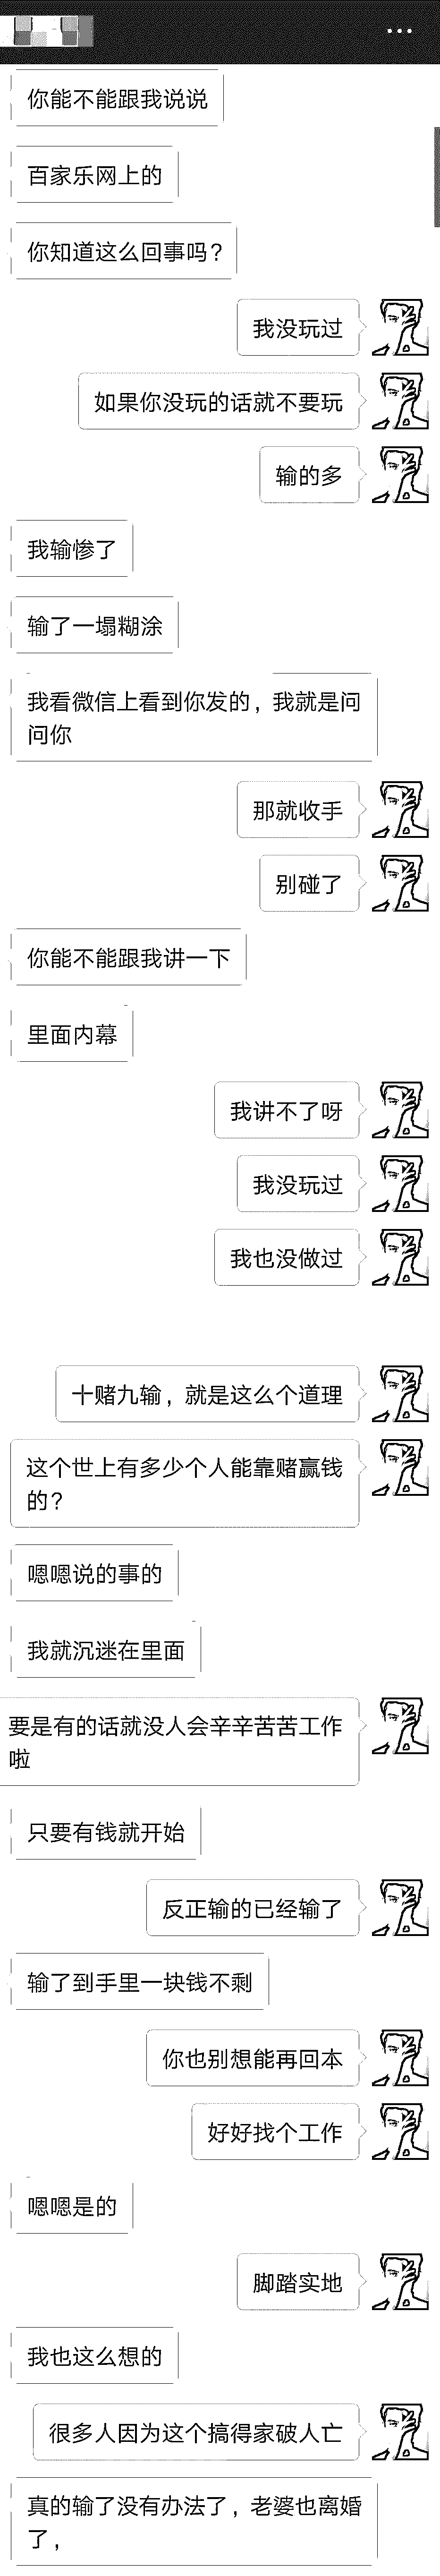 你能不能跟我说说
百家乐网上的
你知道这么回事吗?
我没玩过
如果你没玩的话就不要玩
输的多
我输惨了
输了一塌糊涂
我看微信上看到你发的，我就是问
问你
那就收手
别碰了
你能不能跟我讲一下
里面内幕
我讲不了呀
我没玩过
我也没做过
十赌九输，就是这么个道理
这个世上有多少个人能靠赌赢钱
的?
嗯嗯说的事的
我就沉迷在里面
要是有的话就没人会辛辛苦苦工作
啦
只要有钱就开始
反正输的已经输了
输了到手里一块钱不剩
你也别想能再回本
好好找个工作
嗯嗯是的
脚踏实地
我也这么想的
很多人因为这个搞得家破人亡
真的输了没有办法了，老婆也离婚
了，